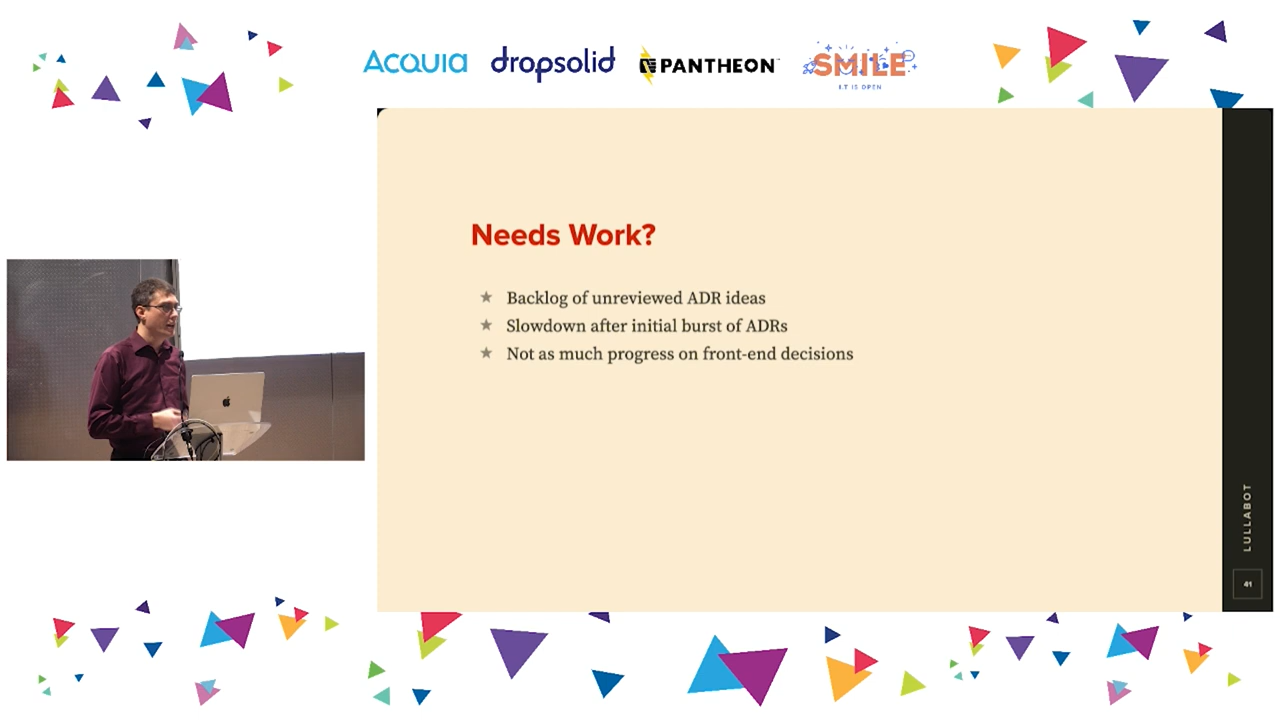 ACQUIA
dropsolid
PANTHEON
SMILE
I.T IS OPEN
Needs Work?
★ Backlog of unreviewed ADR ideas
★ Slowdown after initial burst of ADRs
★ Not as much progress on front-end decisions
LULLABOT
41